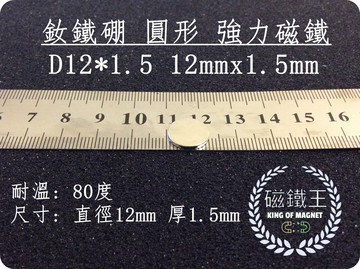 釹鐵硼 圓形 強力磁鐵
D12*1.5 12mmx1.5mm
1 2 3 4 5 6 7 8 9 10 11 12 13 14 15 16
耐溫: 80度
尺寸: 直徑12mm 厚1.5mm
磁鐵王
KING OF MAGNET